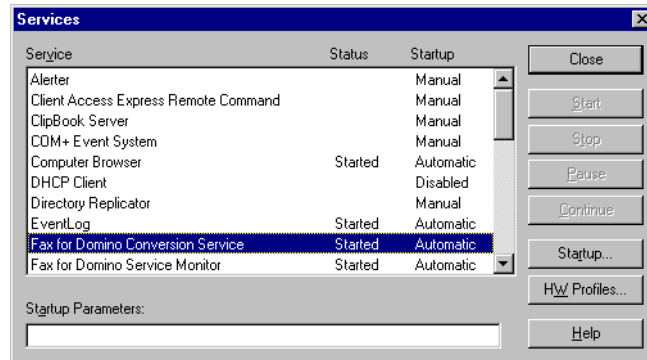 Services
Service Status Startup
Alerter Manual
Client Access Express Remote Command Manual
ClipBook Server Manual
COM+ Event System Manual
Computer Browser Started Automatic
DHCP Client Disabled
Directory Replicator Manual
EventLog Started Automatic
Fax for Domino Conversion Service Started Automatic
Fax for Domino Service Monitor Started Automatic
Startup Parameters:
Close
Start
Stop
Pause
Continue
Startup...
HW Profiles...
Help